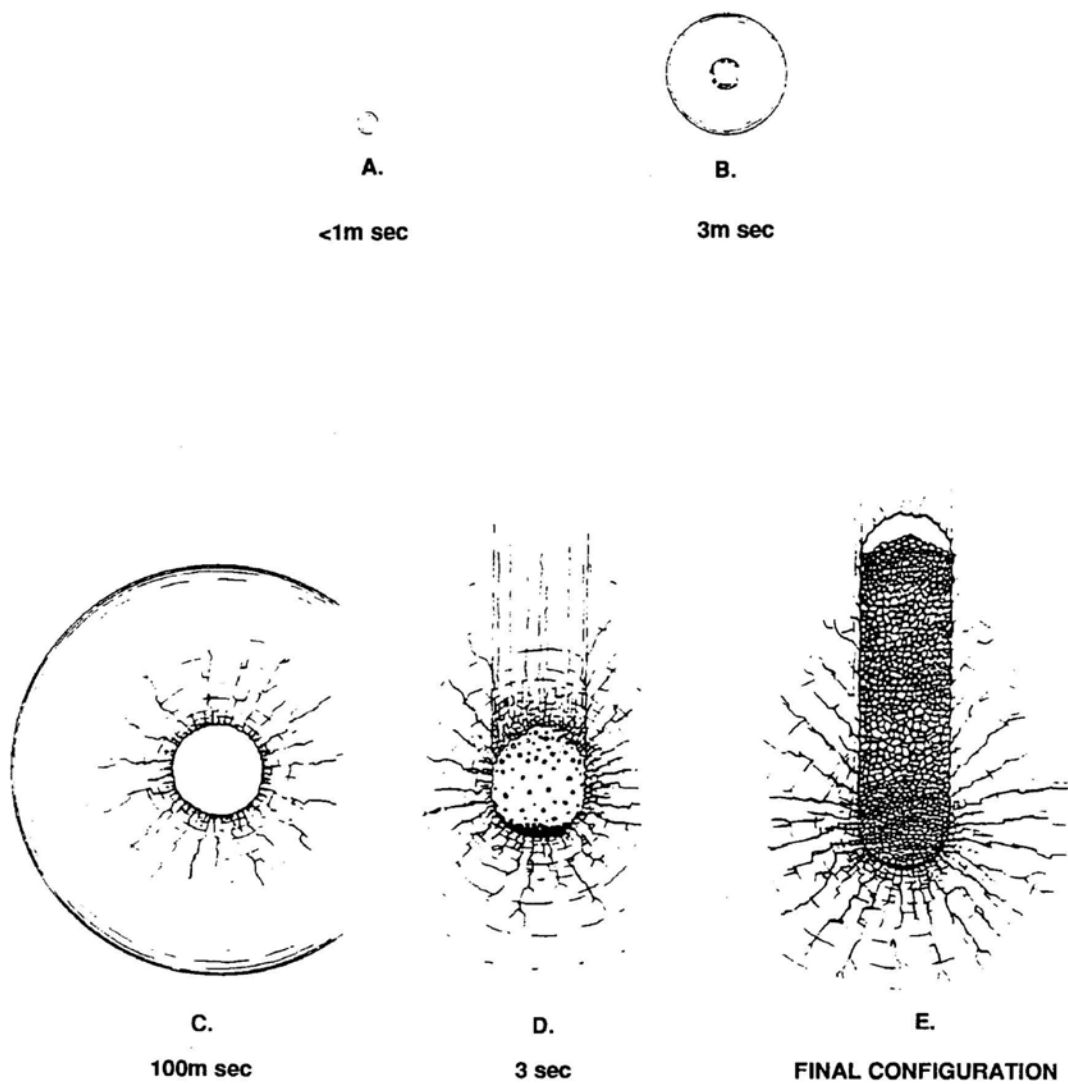 A.
<1m sec
B.
3m sec
C.
100m sec
D.
3 sec
E.
FINAL CONFIGURATION